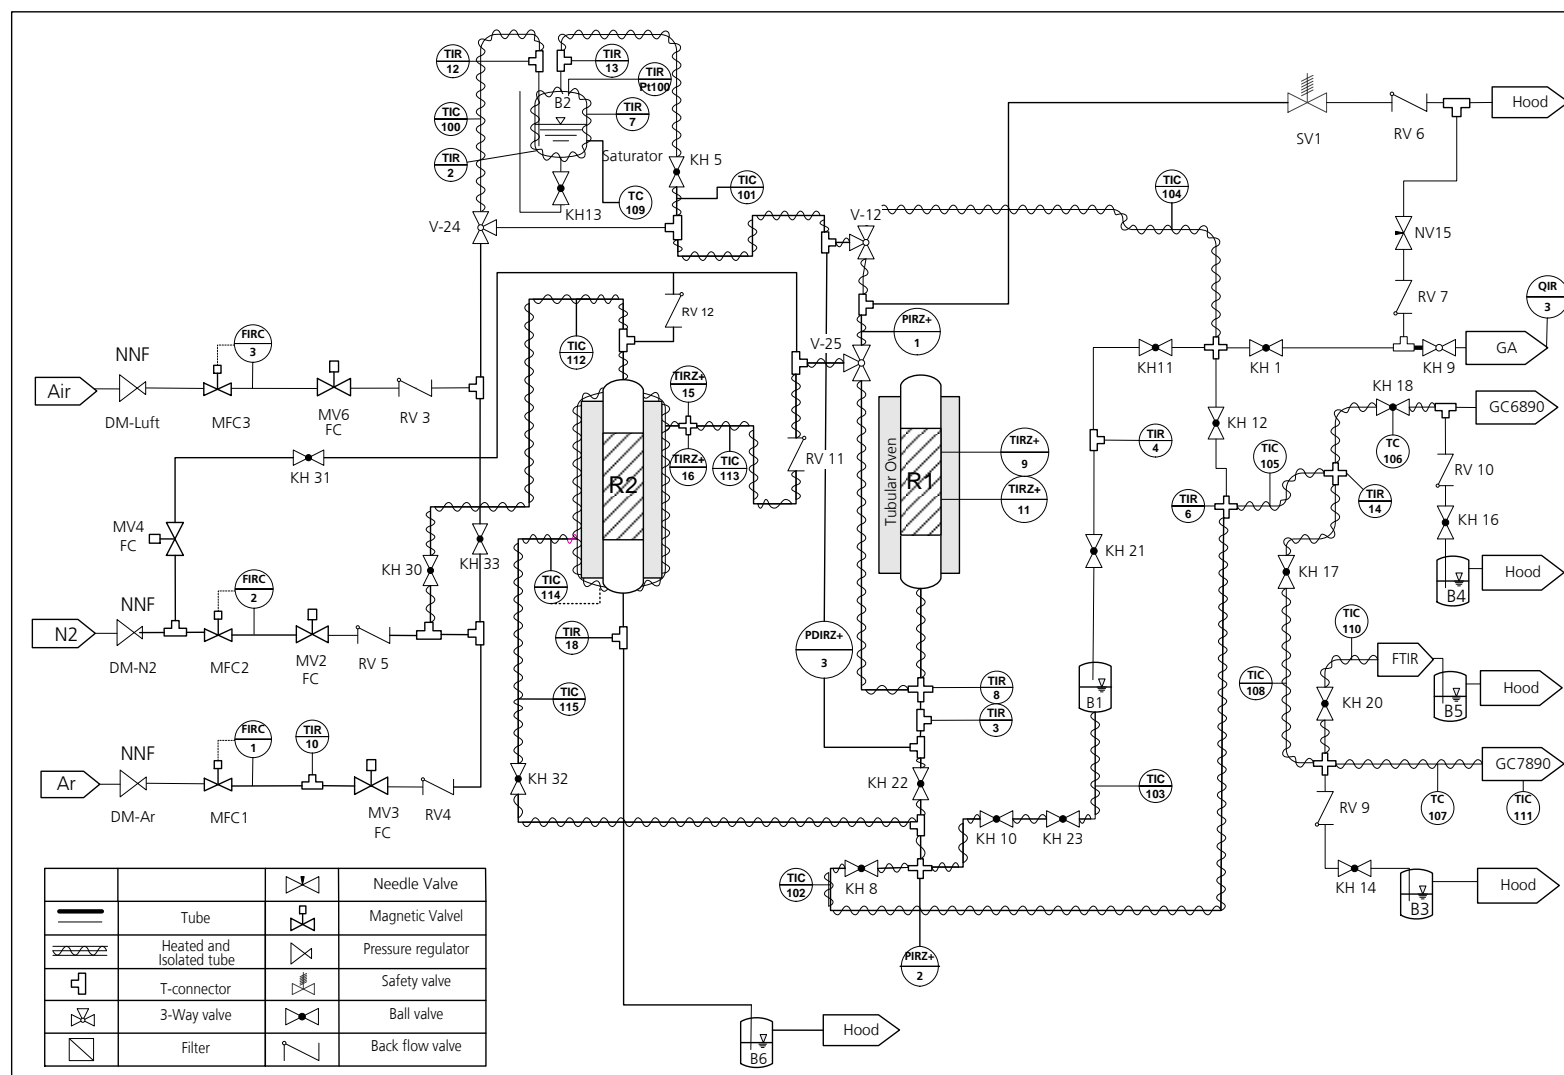 TIR
12
TIR
13
TIR
Pt100
B2
TIC
100
TIR
7
TIR
2
Saturator
KH 5
TC
109
KH13
TIC
101
V-24
V-12
TIC
104
SV1
RV 6
Hood
NV15
RV 7
QIR
3
GA
KH 9
KH11
KH 1
PIRZ+
1
V-25
RV 12
TIC
112
NNF
FIRC
3
Air
DM-Luft
MFC3
MV6
FC
RV 3
KH 31
TIRZ+
15
TIRZ+
16
TIC
113
RV 11
R2
Tubular Oven
R1
TIRZ+
9
TIRZ+
11
TIR
4
KH 12
TIC
105
TIR
6
TIR
14
KH 18
TC
106
GC6890
RV 10
KH 16
B4
Hood
MV4
FC
KH 30
KH 33
KH 21
KH 17
TIC
114
NNF
FIRC
2
N2
DM-N2
MFC2
MV2
FC
RV 5
TIR
18
PDIRZ+
3
TIC
110
FTIR
B5
Hood
TIC
115
TIR
8
TIR
3
B1
TIC
108
KH 20
NNF
FIRC
1
TIR
10
Ar
DM-Ar
MFC1
MV3
FC
RV4
KH 32
KH 22
TIC
103
KH 10
KH 23
GC7890
TC
107
TIC
111
RV 9
KH 14
B3
Hood
TIC
102
KH 8
PIRZ+
2
B6
Hood
Needle Valve
Tube
Magnetic Valvel
Heated and
Isolated tube
Pressure regulator
T-connector
Safety valve
3-Way valve
Ball valve
Filter
Back flow valve